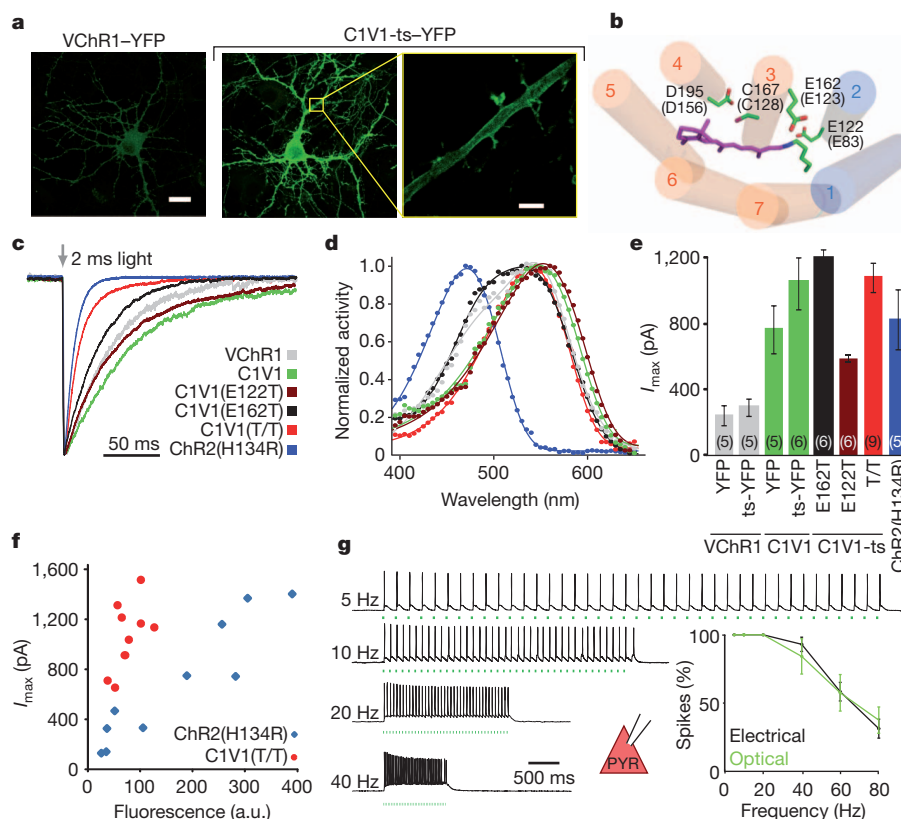 a
VChR1–YFP
C1V1-ts–YFP
b
5
4
3
2
D195
(D156)
C167
(C128)
E162
(E123)
E122
(E83)
6
7
1
c
2 ms light
VChR1
C1V1
C1V1(E122T)
C1V1(E162T)
C1V1(T/T)
ChR2(H134R)
50 ms
d
Normalized activity
1.0
0.8
0.6
0.4
0.2
0
400 500 600
Wavelength (nm)
e
Imax (pA)
1,200
800
400
0
(5) (5) (5) (6) (6) (6) (9) (5
YFP
ts-YFP
YFP
ts-YFP
E162T
E122T
T/T
ChR2(H134R)
VChR1 C1V1 C1V1-ts
f
Imax (pA)
1,600
1,200
800
400
0
0 100 200 300 400
Fluorescence (a.u.)
ChR2(H134R)
C1V1(T/T)
g
5 Hz
10 Hz
20 Hz
40 Hz
500 ms
PYR
Spikes (%)
100
50
0
Electrical
Optical
0 20 40 60 80
Frequency (Hz)